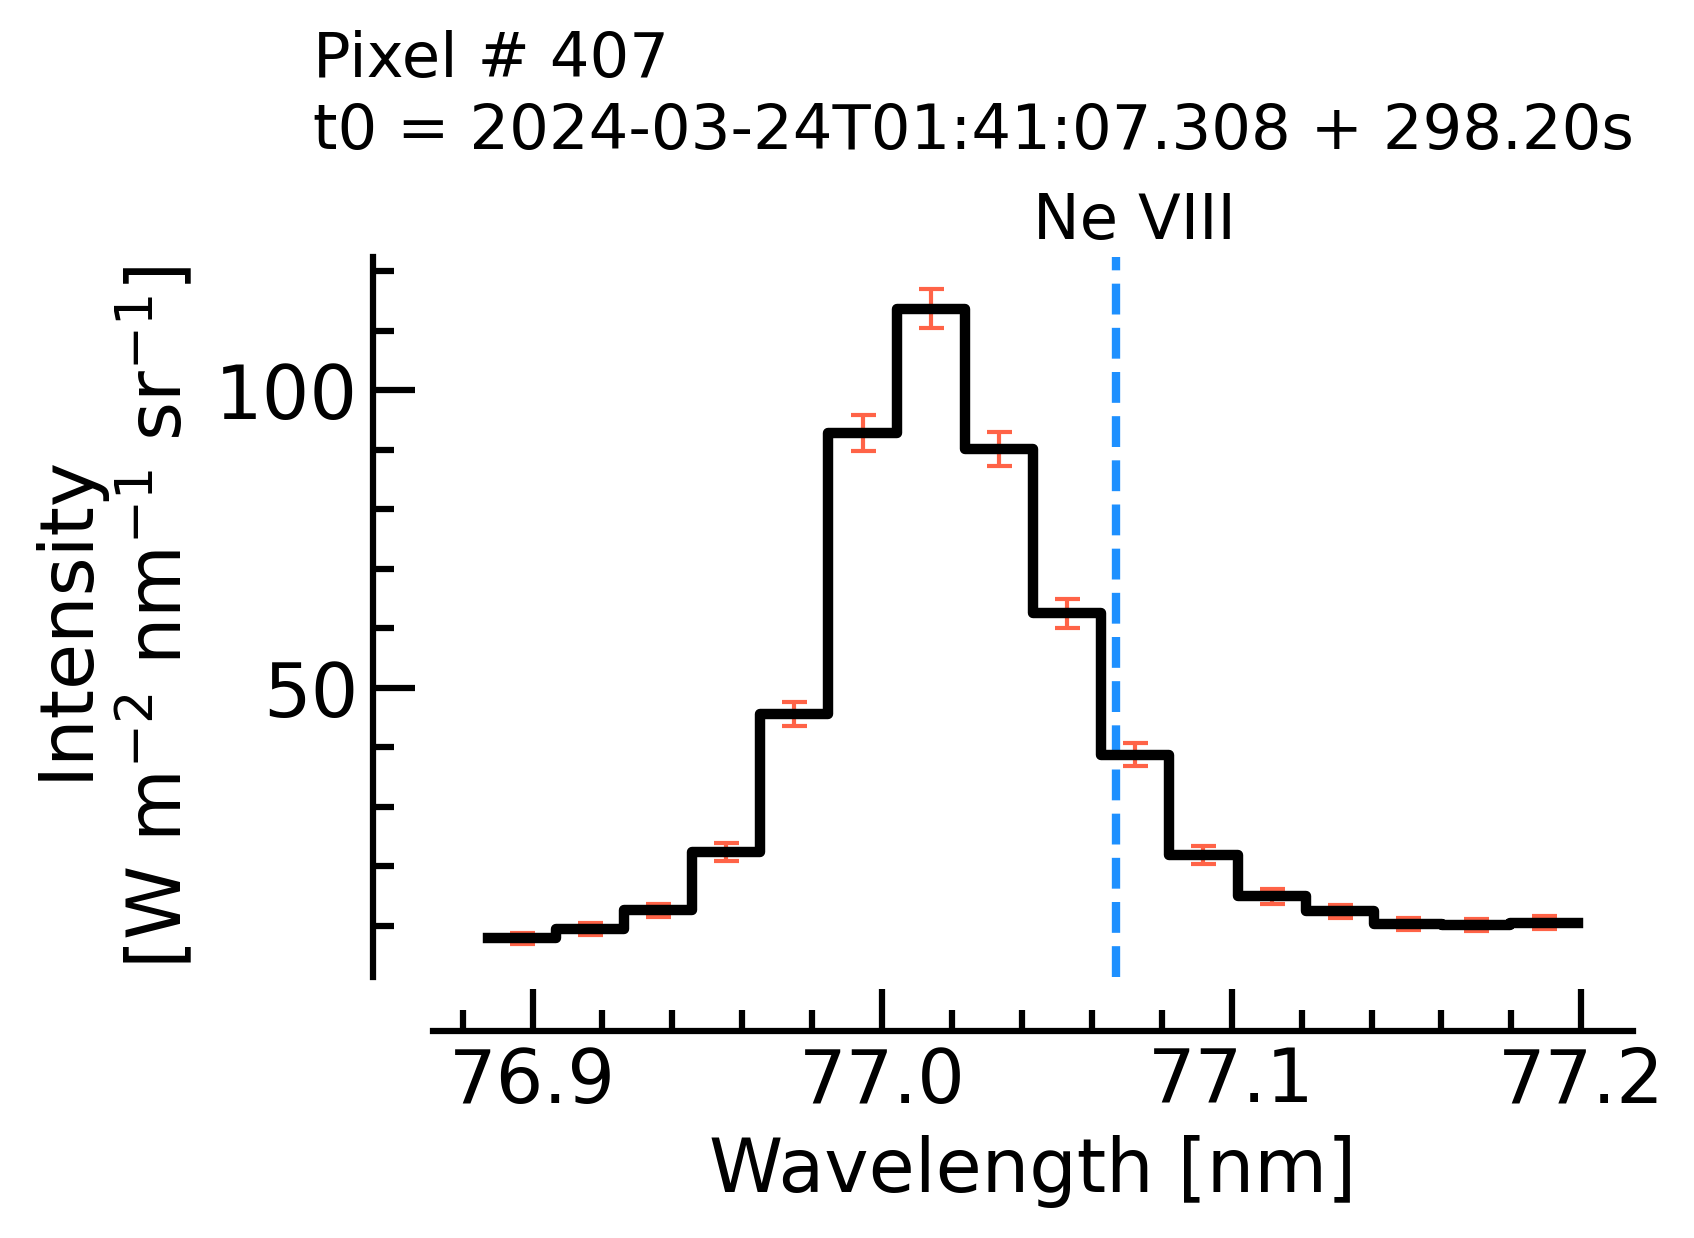 Pixel # 407
t0 = 2024-03-24T01:41:07.308 + 298.20s
Ne VIII
Intensity
[W m⁻² nm⁻¹ sr⁻¹]
100
50
76.9 77.0 77.1 77.2
Wavelength [nm]